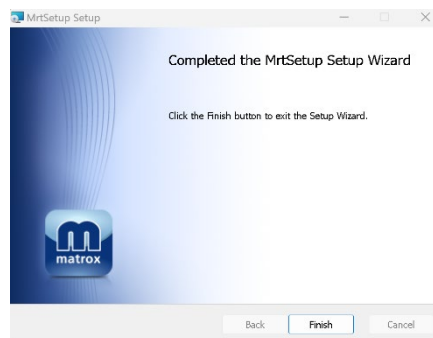 MrtSetup Setup
Completed the MrtSetup Setup Wizard
Click the Finish button to exit the Setup Wizard.
m
matrox
Back Finish Cancel